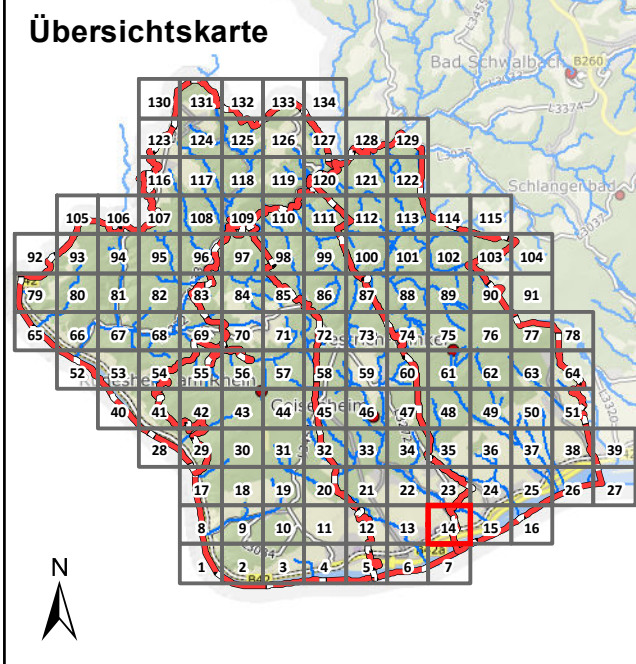 Übersichtskarte
Bad Schwalbach
B260
L3374
L3035
Schlangenbad
L3037
130 131 132 133 134
123 124 125 126 127 128 129
116 117 118 119 120 121 122
105 106 107 108 109 110 111 112 113 114 115
92 93 94 95 96 97 98 99 100 101 102 103 104
79 80 81 82 83 84 85 86 87 88 89 90 91
65 66 67 68 69 70 71 72 73 74 75 76 77 78
52 53 54 55 56 57 58 59 60 61 62 63 64
40 41 42 43 44 45 46 47 48 49 50 51
28 29 30 31 32 33 34 35 36 37 38 39
17 18 19 20 21 22 23 24 25 26 27
8 9 10 11 12 13 14 15 16
L3034
B42a
B42
1 2 3 4 5 6 7
N